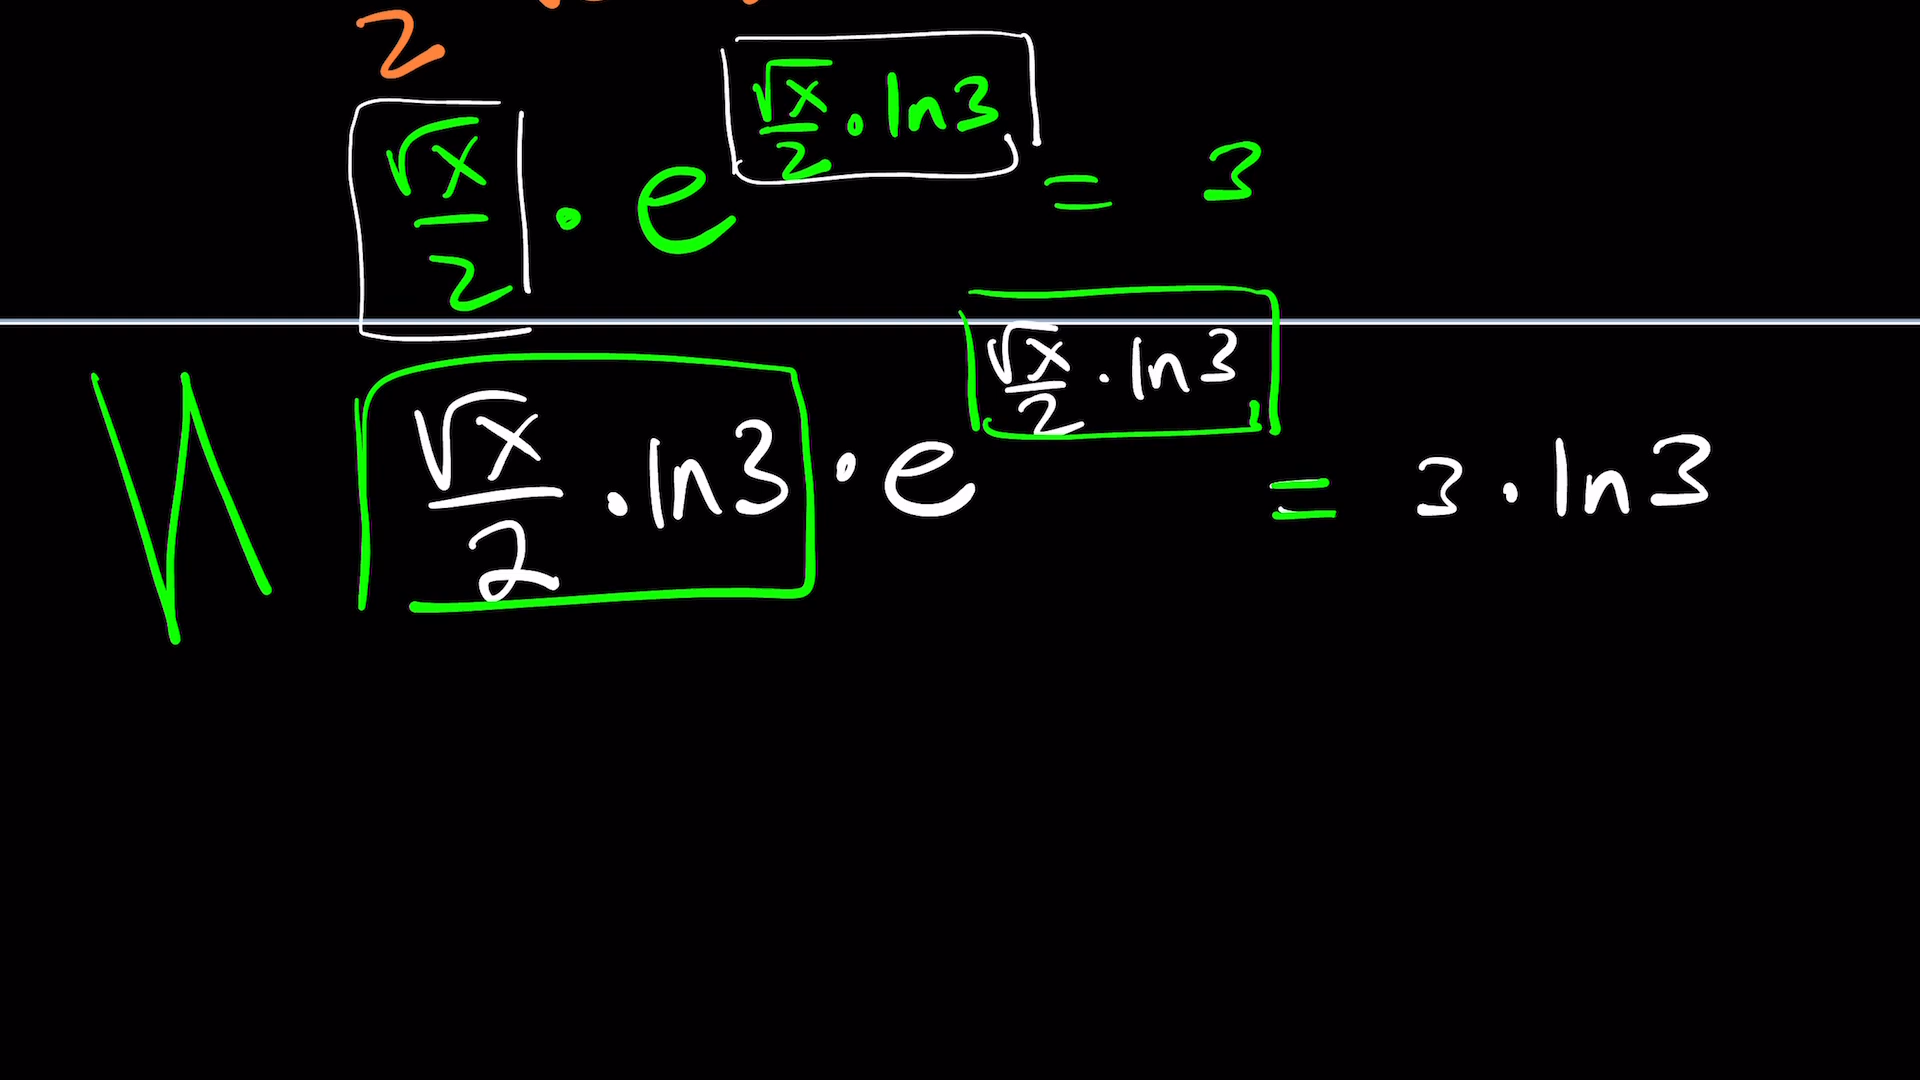 2
√x/2 · e^(√x/2 · ln3) = 3
W √x/2 · ln3 · e^(√x/2 · ln3) = 3 · ln3